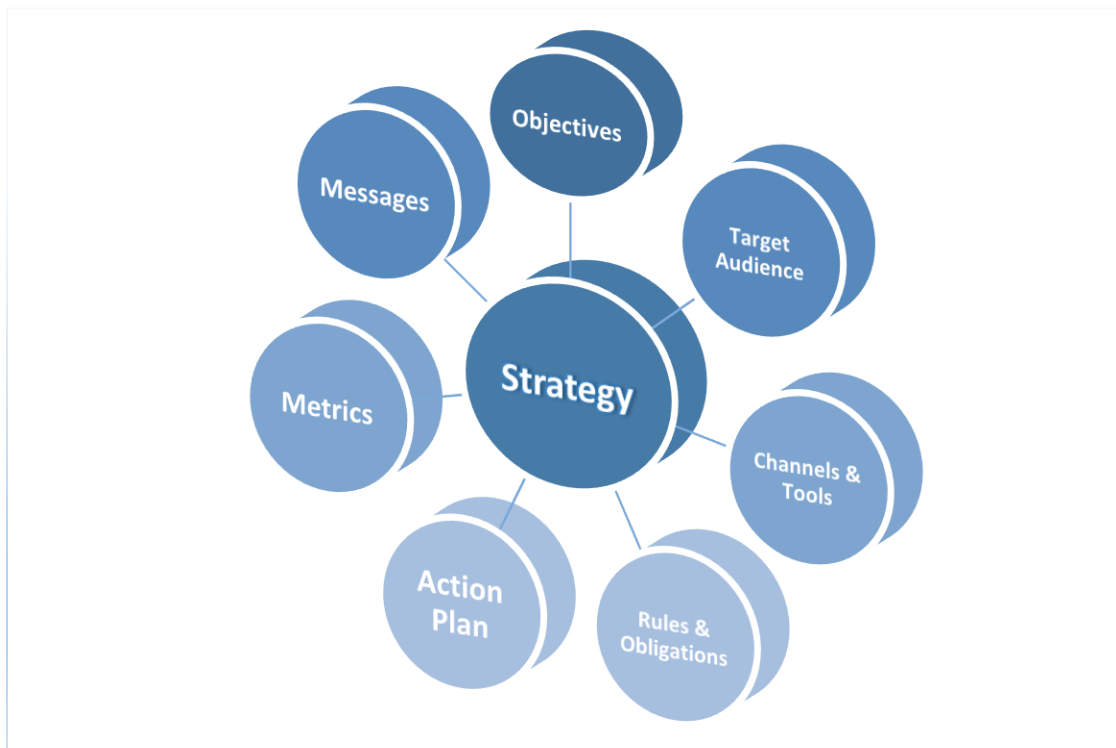 Objectives
Messages
Target
Audience
Strategy
Metrics
Channels &
Tools
Action
Plan
Rules &
Obligations